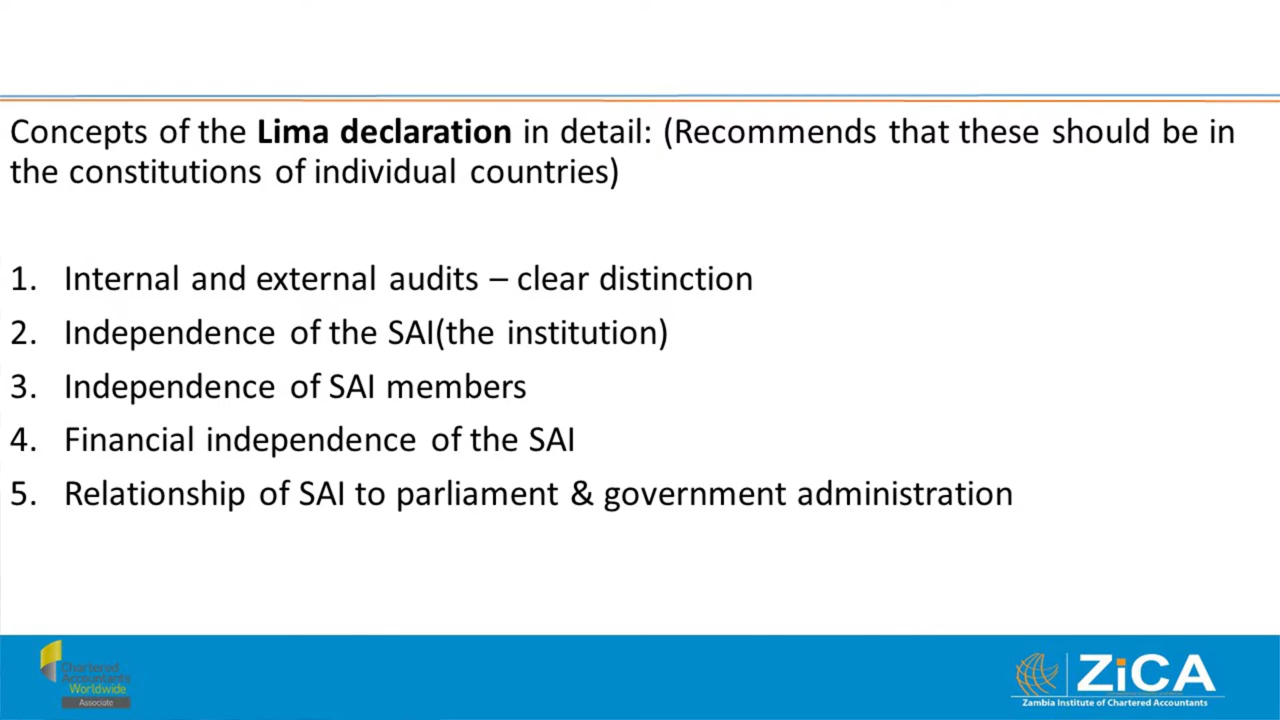 Concepts of the Lima declaration in detail: (Recommends that these should be in
the constitutions of individual countries)
1. Internal and external audits – clear distinction
2. Independence of the SAI(the institution)
3. Independence of SAI members
4. Financial independence of the SAI
5. Relationship of SAI to parliament & government administration
Chartered
Accountants
Worldwide
Associate
ZiCA
Zambia Institute of Chartered Accountants